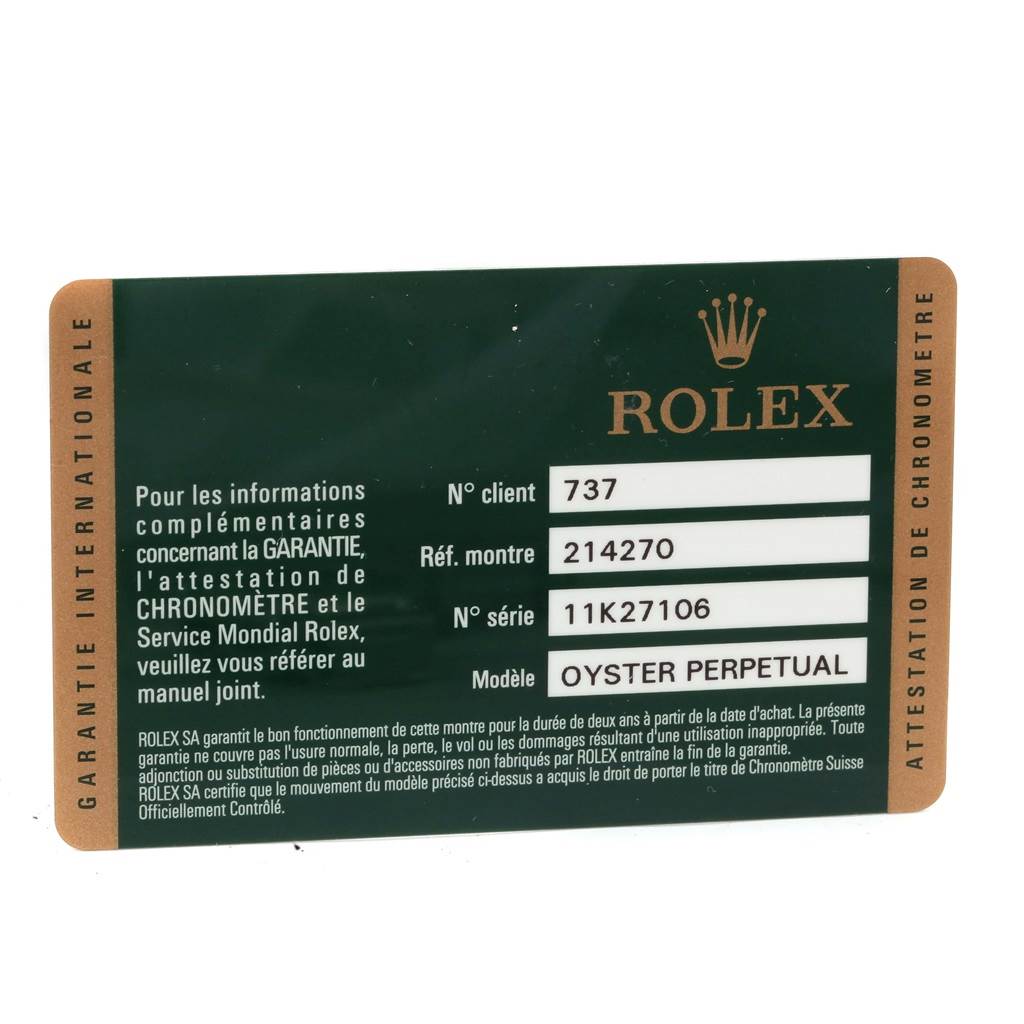 GARANTIE INTERNATIONALE
ROLEX
Pour les informations
complémentaires
concernant la GARANTIE,
l'attestation de
CHRONOMÈTRE et le
Service Mondial Rolex,
veuillez vous référer au
manuel joint.
N° client 737
Réf. montre 214270
N° série 11K27106
Modèle OYSTER PERPETUAL
ROLEX SA garantit le bon fonctionnement de cette montre pour la durée de deux ans à partir de la date d'achat. La présente
garantie ne couvre pas l'usure normale, la perte, le vol ou les dommages résultant d'une utilisation inappropriée. Toute
adjonction ou substitution de pièces ou d'accessoires non fabriqués par ROLEX entraîne la fin de la garantie.
ROLEX SA certifie que le mouvement du modèle précisé ci-dessus a acquis le droit de porter le titre de Chronomètre Suisse
Officiellement Contrôlé.
ATTESTATION DE CHRONOMETRE